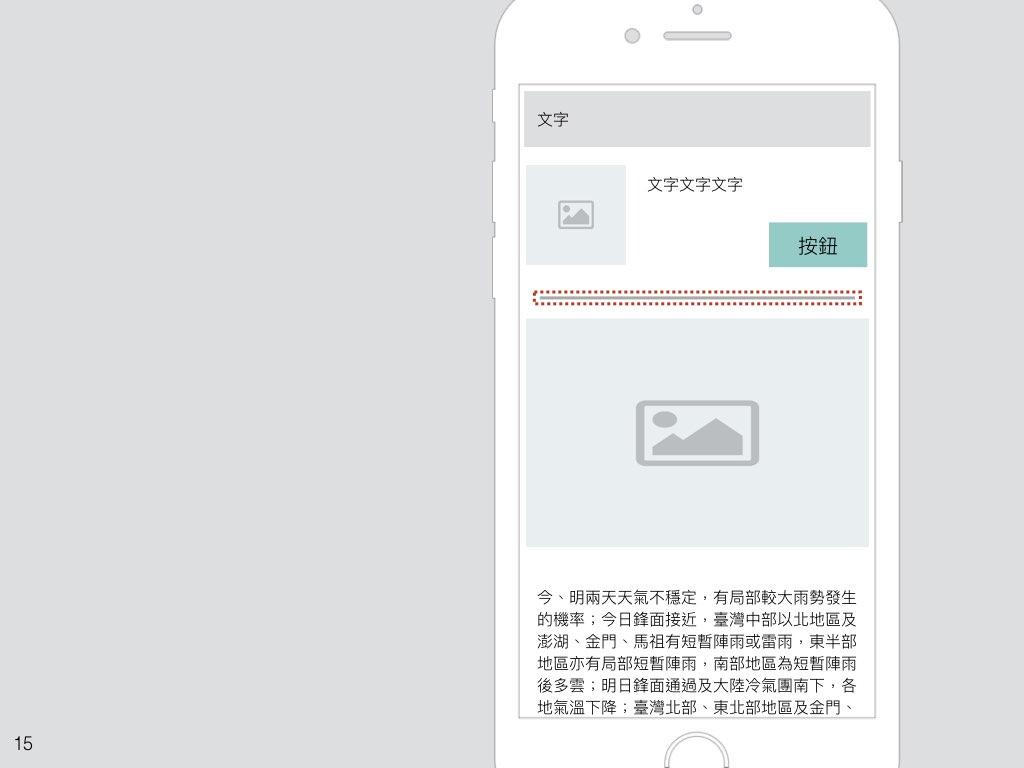 文字
文字文字文字
按鈕
今、明兩天天氣不穩定，有局部較大雨勢發生
的機率；今日鋒面接近，臺灣中部以北地區及
澎湖、金門、馬祖有短暫陣雨或雷雨，東半部
地區亦有局部短暫陣雨，南部地區為短暫陣雨
後多雲；明日鋒面通過及大陸冷氣團南下，各
地氣溫下降；臺灣北部、東北部地區及金門、
15